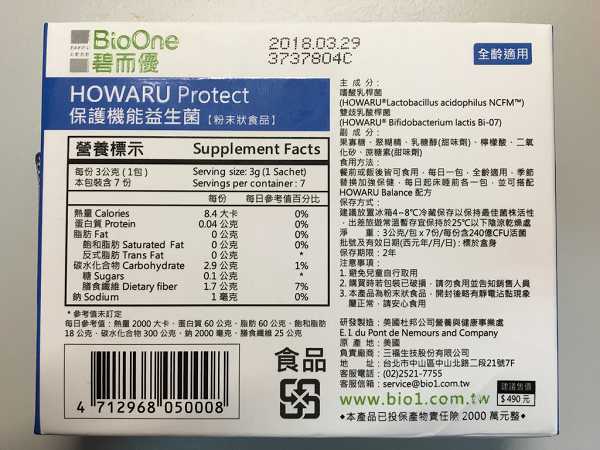 BioOne
碧而優
2018.03.29
3737804C
全齡適用
HOWARU Protect
保護機能益生菌【粉末狀食品】
營養標示 Supplement Facts
每份 3公克 (1包) Serving size: 3g (1 Sachet)
本包裝含 7 份 Servings per container : 7
每份 每日參考值百分比
熱量 Calories 8.4 大卡 0%
蛋白質 Protein 0.04 公克 0%
脂肪 Fat 0 公克 0%
飽和脂肪 Saturated Fat 0 公克 0%
反式脂肪 Trans Fat 0 公克 *
碳水化合物 Carbohydrate 2.9 公克 1%
糖 Sugars 0.1 公克 *
膳食纖維 Dietary fiber 1.7 公克 7%
鈉 Sodium 1 毫克 0%
* 參考值未訂定
每日參考值：熱量 2000 大卡、蛋白質 60 公克、脂肪 60 公克、飽和脂肪
18 公克、碳水化合物 300 公克、鈉 2000 毫克、膳食纖維 25 公克
4 712968 050008
食品
主成分：
嗜酸乳桿菌
(HOWARU®Lactobacillus acidophilus NCFM™)
雙歧乳酸桿菌
(HOWARU® Bifidobacterium lactis Bi-07)
副成分：
果寡糖、聚糊精、乳糖醇(甜味劑)、檸檬酸、二氧
化矽、蔗糖素(甜味劑)
食用方法：
餐前或飯後皆可食用，每日一包，全齡適用，季節
替換加強保健，每日起床睡前各一包，並可搭配
HOWARU Balance 配方
保存方式：
建議放置冰箱4~8℃冷藏保存以保持最佳菌株活性
，出差旅遊常溫暫存宜保持於25℃以下陰涼乾燥處
淨重：3公克/包 x 7份/每份含240億CFU活菌
批號及有效日期(西元年/月/日)：標於盒身
保存期限：2年
注意事項：
1. 避免兒童自行取用
2. 購買時若包裝已破損，請勿食用並告知銷售人員
3. 本產品為粉末狀食品，開封後略有靜電沾黏現象
屬正常，請安心食用
研發製造：美國杜邦公司營養與健康事業處
E. I. du Pont de Nemours and Company
原產地：美國
負責廠商：三福生技股份有限公司
地址：台北市中山區中山北路二段21號7F
客服電話：(02)2521-7755
客服信箱：service@bio1.com.tw
www.bio1.com.tw
建議售價
$ 490元
◆本產品已投保產物責任險 2000 萬元整◆